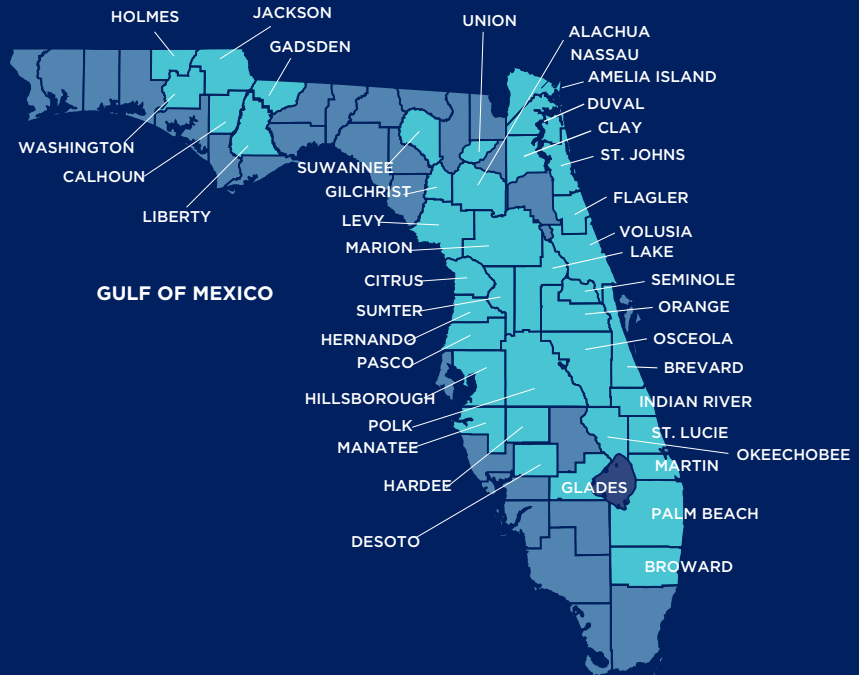 HOLMES
JACKSON
GADSDEN
UNION
ALACHUA
NASSAU
AMELIA ISLAND
DUVAL
CLAY
ST. JOHNS
WASHINGTON
CALHOUN
LIBERTY
SUWANNEE
GILCHRIST
LEVY
MARION
FLAGLER
VOLUSIA
LAKE
GULF OF MEXICO
CITRUS
SUMTER
HERNANDO
PASCO
HILLSBOROUGH
POLK
MANATEE
HARDEE
DESOTO
SEMINOLE
ORANGE
OSCEOLA
BREVARD
INDIAN RIVER
ST. LUCIE
OKEECHOBEE
MARTIN
GLADES
PALM BEACH
BROWARD